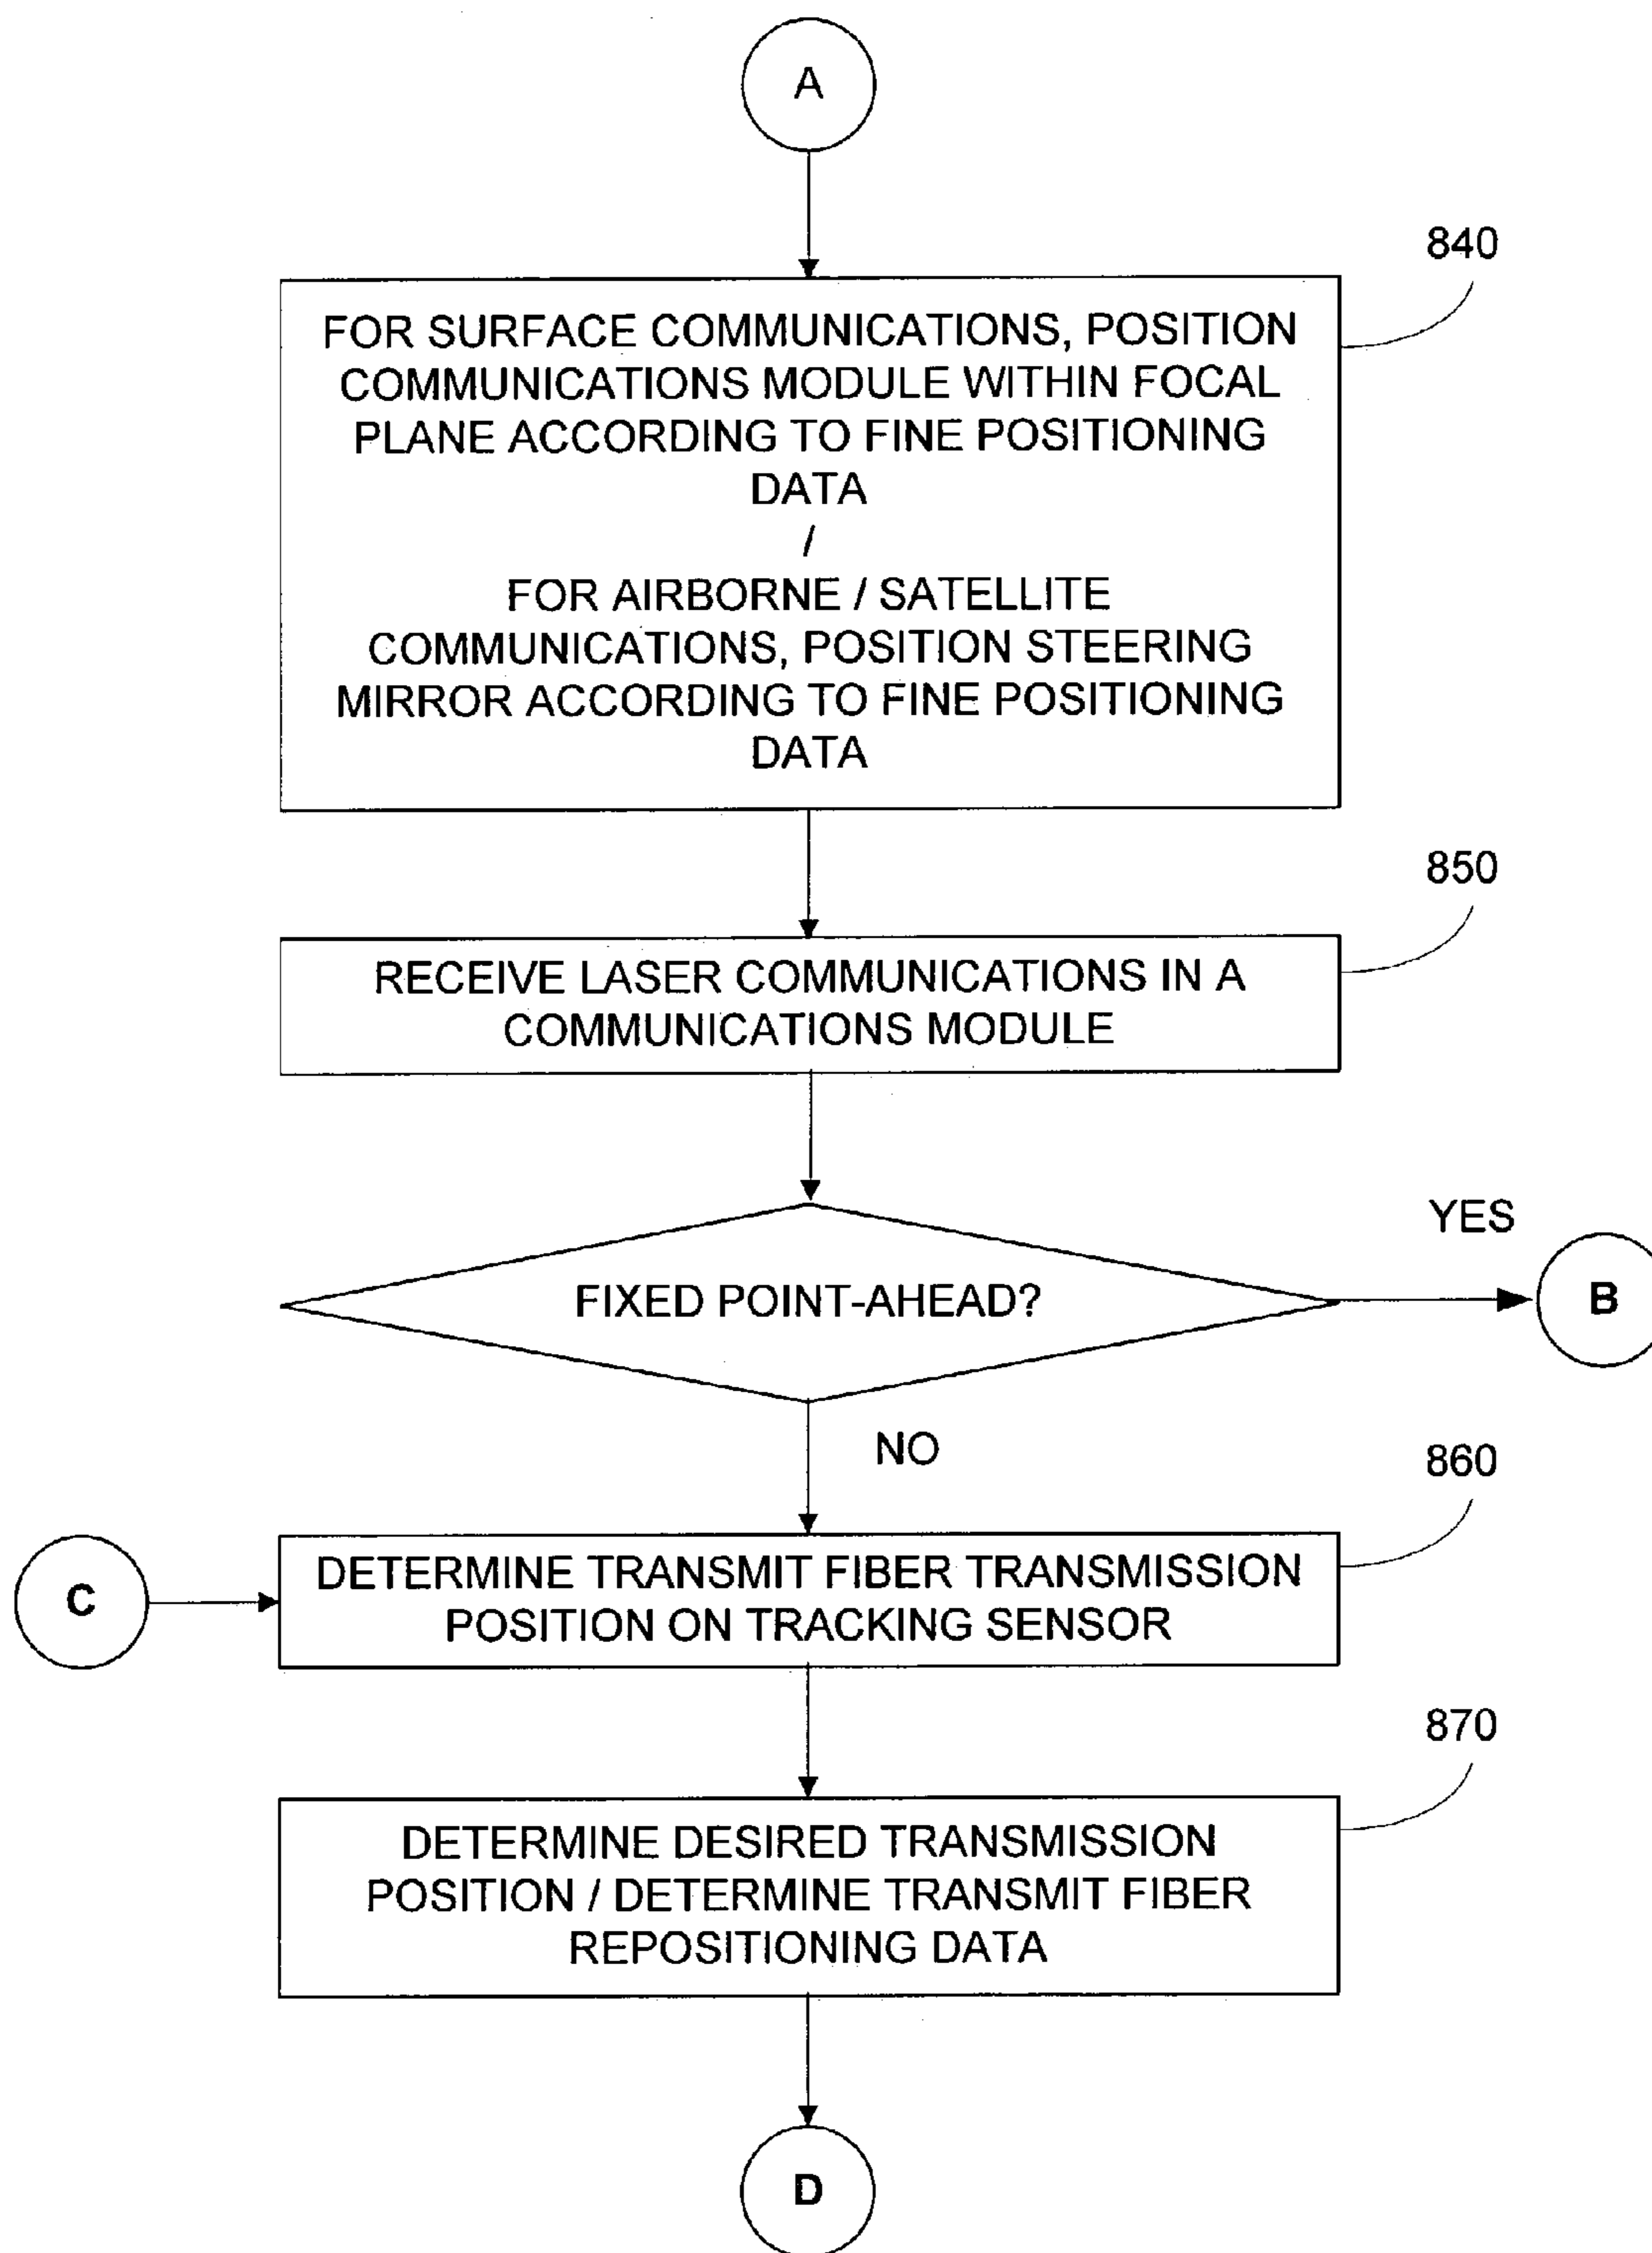 A
840
FOR SURFACE COMMUNICATIONS, POSITION
COMMUNICATIONS MODULE WITHIN FOCAL
PLANE ACCORDING TO FINE POSITIONING
DATA
/
FOR AIRBORNE / SATELLITE
COMMUNICATIONS, POSITION STEERING
MIRROR ACCORDING TO FINE POSITIONING
DATA
850
RECEIVE LASER COMMUNICATIONS IN A
COMMUNICATIONS MODULE
YES
FIXED POINT-AHEAD?
B
NO
860
C
DETERMINE TRANSMIT FIBER TRANSMISSION
POSITION ON TRACKING SENSOR
870
DETERMINE DESIRED TRANSMISSION
POSITION / DETERMINE TRANSMIT FIBER
REPOSITIONING DATA
D